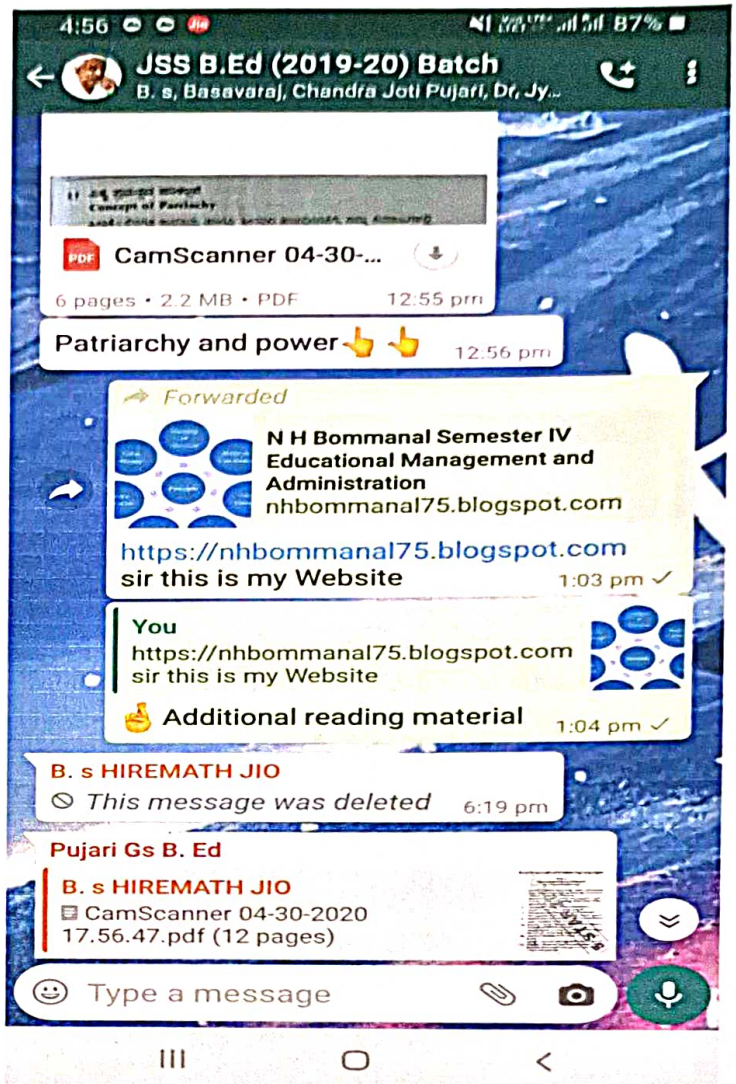 4:56
87%
JSS B.Ed (2019-20) Batch
B. s, Basavaraj, Chandra Joti Pujari, Dr, Jy...
Concept of Patriachy
PDF
CamScanner 04-30-...
6 pages • 2.2 MB • PDF
12:55 pm
Patriarchy and power👆👆
12:56 pm
Forwarded
N H Bommanal Semester IV
Educational Management and
Administration
nhbommanal75.blogspot.com
https://nhbommanal75.blogspot.com
sir this is my Website
1:03 pm
You
https://nhbommanal75.blogspot.com
sir this is my Website
Additional reading material
1:04 pm
B. s HIREMATH JIO
This message was deleted
6:19 pm
Pujari Gs B. Ed
B. s HIREMATH JIO
CamScanner 04-30-2020
17.56.47.pdf (12 pages)
Type a message